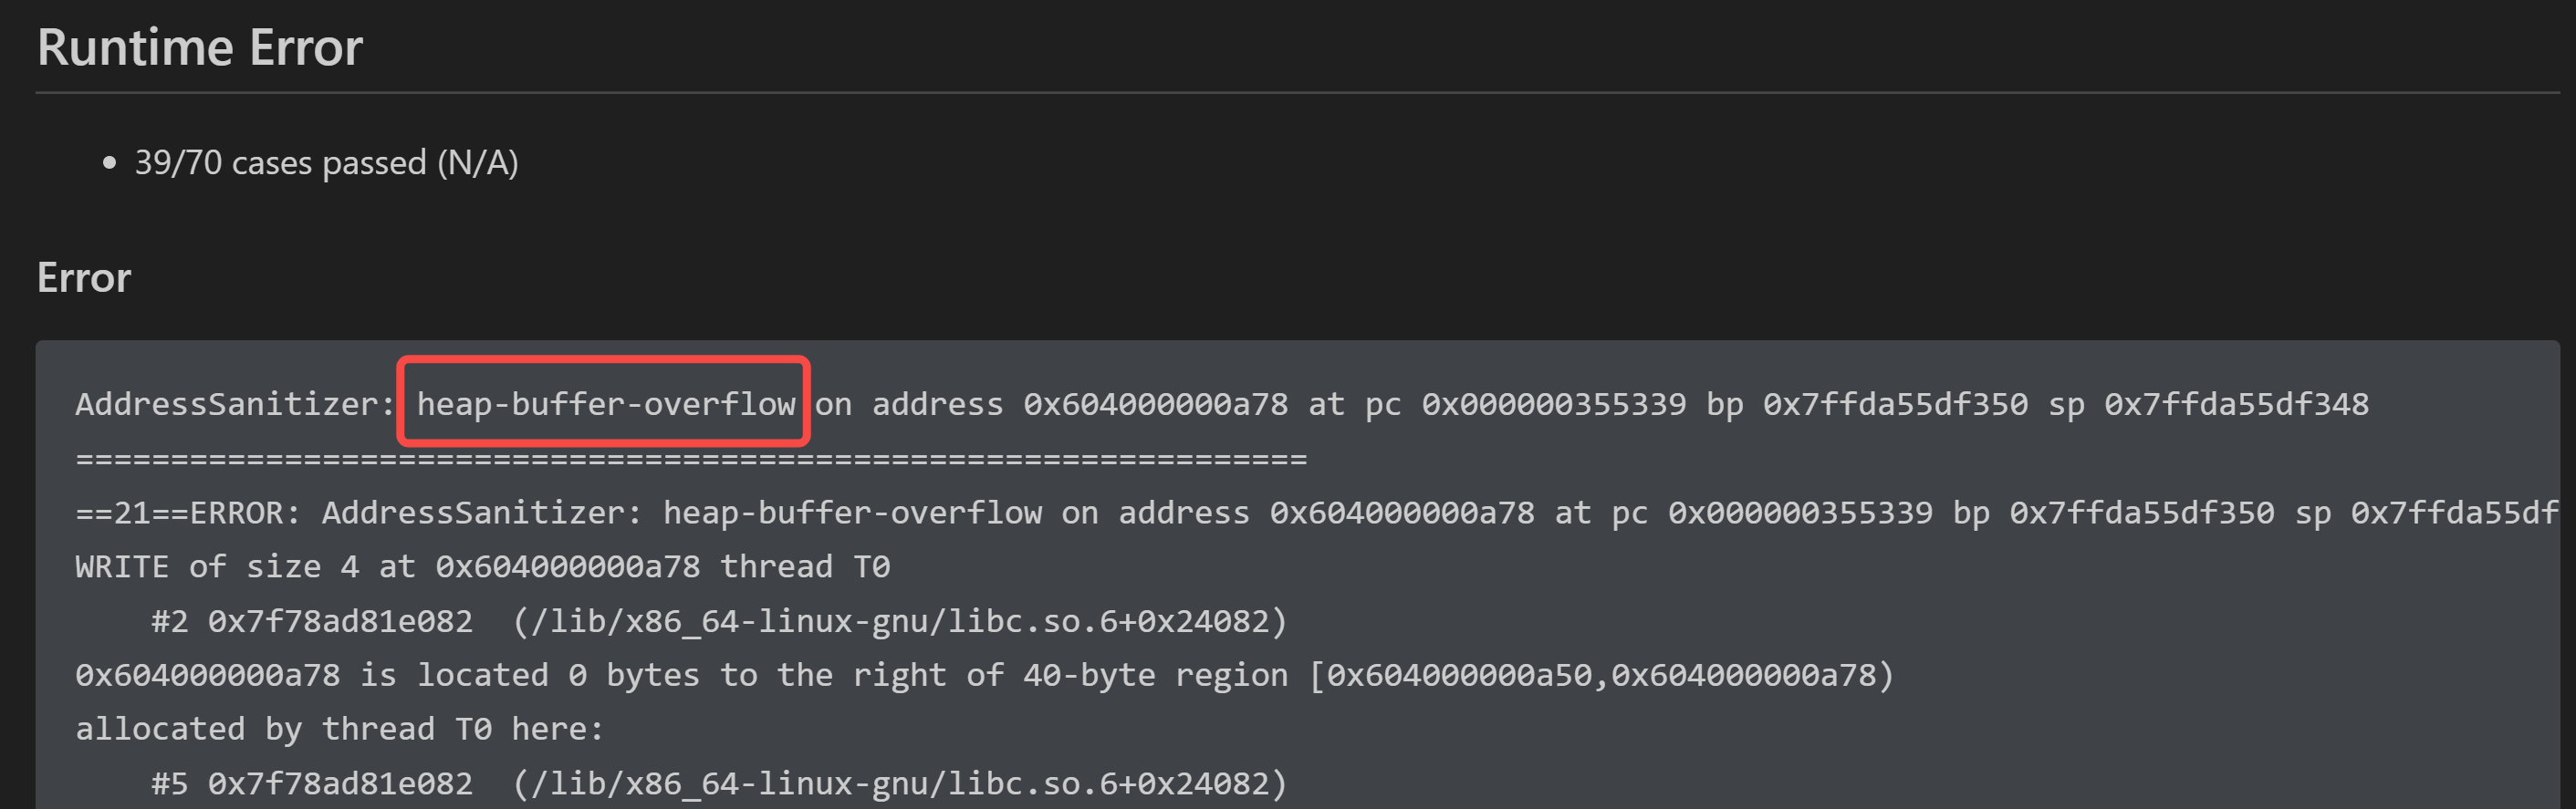 Runtime Error
• 39/70 cases passed (N/A)
Error
AddressSanitizer: heap-buffer-overflow on address 0x604000000a78 at pc 0x000000355339 bp 0x7ffda55df350 sp 0x7ffda55df348
=================================================================
==21==ERROR: AddressSanitizer: heap-buffer-overflow on address 0x604000000a78 at pc 0x000000355339 bp 0x7ffda55df350 sp 0x7ffda55df
WRITE of size 4 at 0x604000000a78 thread T0
#2 0x7f78ad81e082  (/lib/x86_64-linux-gnu/libc.so.6+0x24082)
0x604000000a78 is located 0 bytes to the right of 40-byte region [0x604000000a50,0x604000000a78)
allocated by thread T0 here:
#5 0x7f78ad81e082  (/lib/x86_64-linux-gnu/libc.so.6+0x24082)